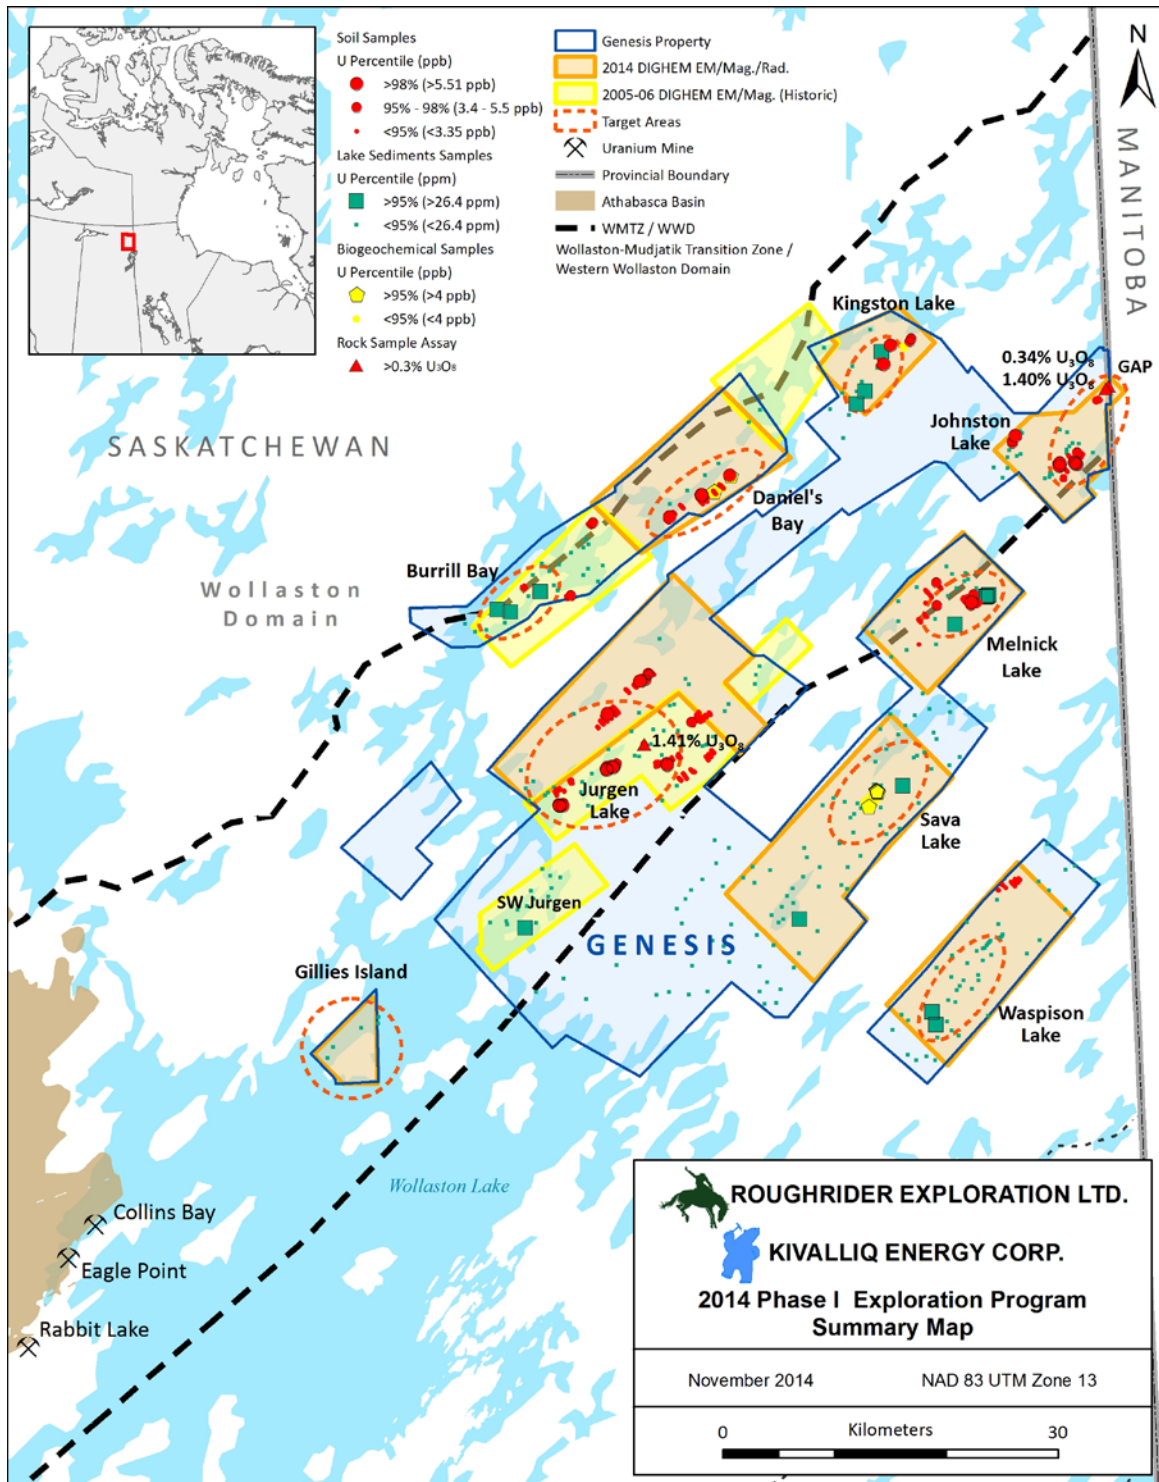 Soil Samples
U Percentile (ppb)
>98% (>5.51 ppb)
95% - 98% (3.4 - 5.5 ppb)
<95% (<3.35 ppb)
Lake Sediments Samples
U Percentile (ppm)
>95% (>26.4 ppm)
<95% (<26.4 ppm)
Biogeochemical Samples
U Percentile (ppb)
>95% (>4 ppb)
<95% (<4 ppb)
Rock Sample Assay
>0.3% U₃O₈
Genesis Property
2014 DIGHEM EM/Mag./Rad.
2005-06 DIGHEM EM/Mag. (Historic)
Target Areas
Uranium Mine
Provincial Boundary
Athabasca Basin
WMTZ / WWD
Wollaston-Mudjatik Transition Zone /
Western Wollaston Domain
N
MANITOBA
Kingston Lake
0.34% U₃O₈
GAP
1.40% U₃O₈
Johnston
Lake
SASKATCHEWAN
Daniel's
Bay
Burrill Bay
Wollaston
Domain
Melnick
Lake
1.41% U₃O₈
Jurgen
Lake
Sava
Lake
SW Jurgen
GENESIS
Gillies Island
Waspison
Lake
Wollaston Lake
Collins Bay
Eagle Point
Rabbit Lake
ROUGHRIDER EXPLORATION LTD.
KIVALLIQ ENERGY CORP.
2014 Phase I Exploration Program
Summary Map
November 2014 NAD 83 UTM Zone 13
0 Kilometers 30